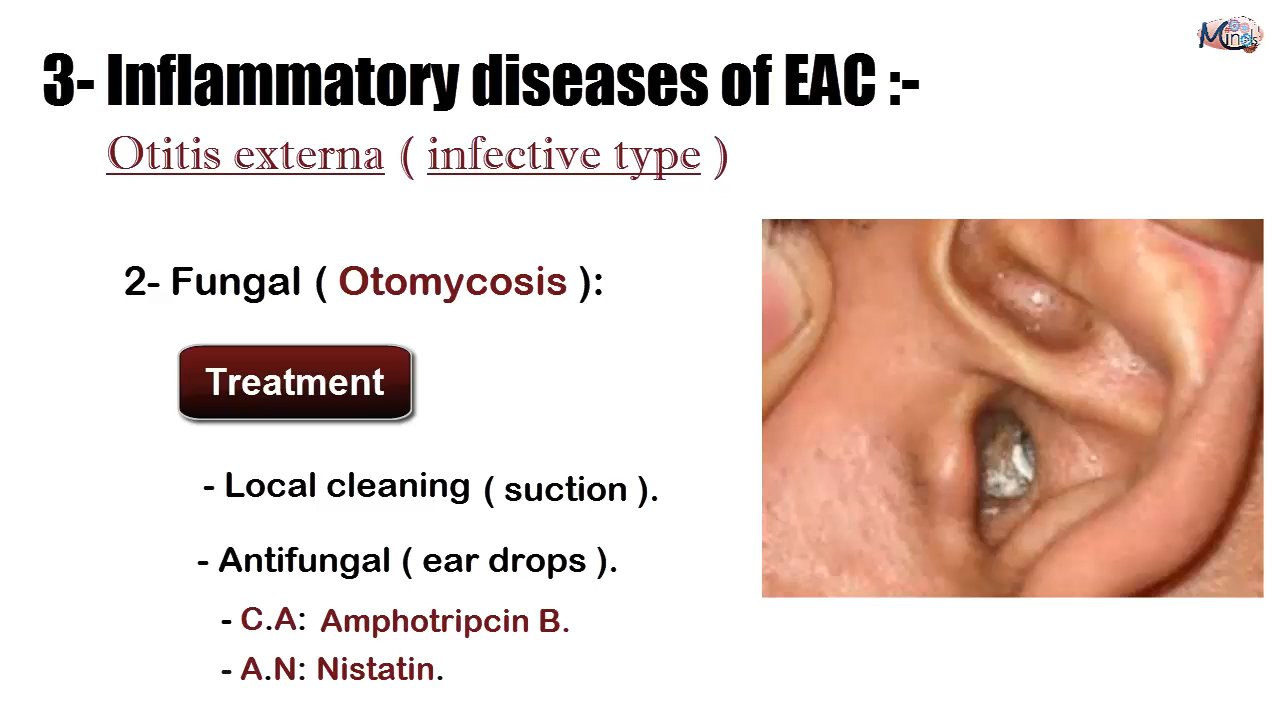 Minds
3- Inflammatory diseases of EAC :-
Otitis externa ( infective type )
2- Fungal ( Otomycosis ):
Treatment
- Local cleaning ( suction ).
- Antifungal ( ear drops ).
- C.A: Amphotripcin B.
- A.N: Nistatin.